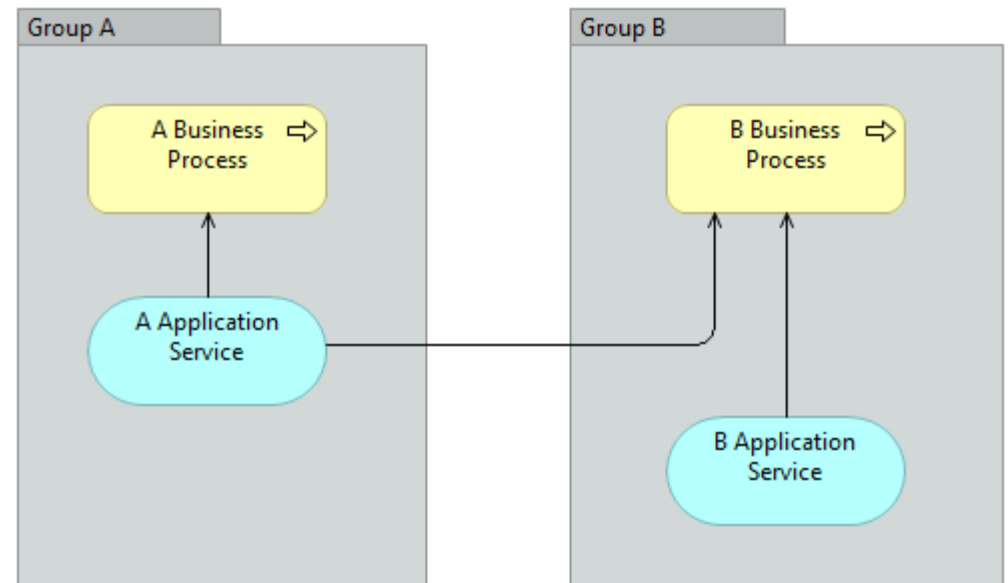 Group A
A Business
Process
A Application
Service
Group B
B Business
Process
B Application
Service